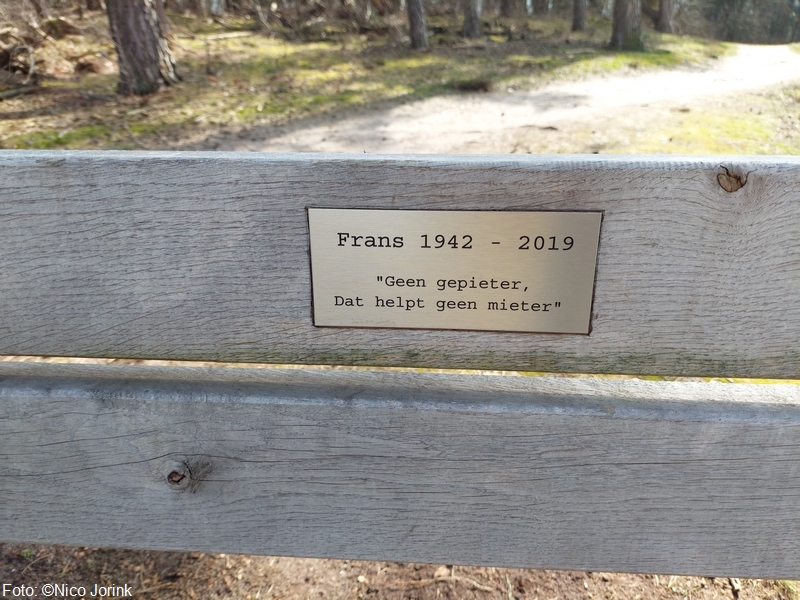 Frans 1942 - 2019
"Geen gepieter,
Dat helpt geen mieter"
Foto: ©Nico Jorink